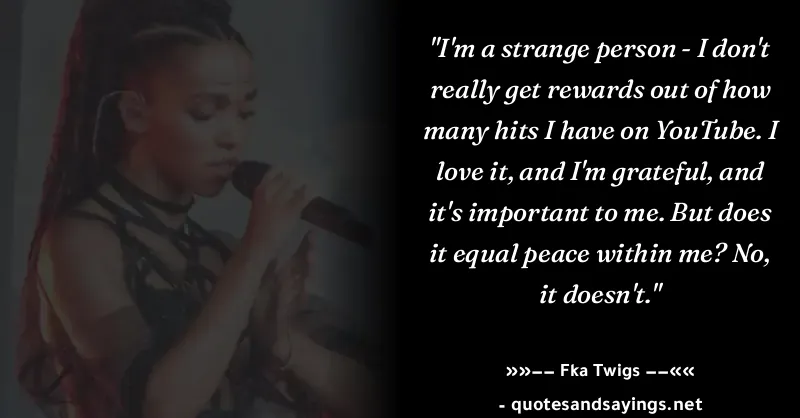 "I'm a strange person - I don't
really get rewards out of how
many hits I have on YouTube. I
love it, and I'm grateful, and
it's important to me. But does
it equal peace within me? No,
it doesn't."
»»–– Fka Twigs ––««
- quotesandsayings.net